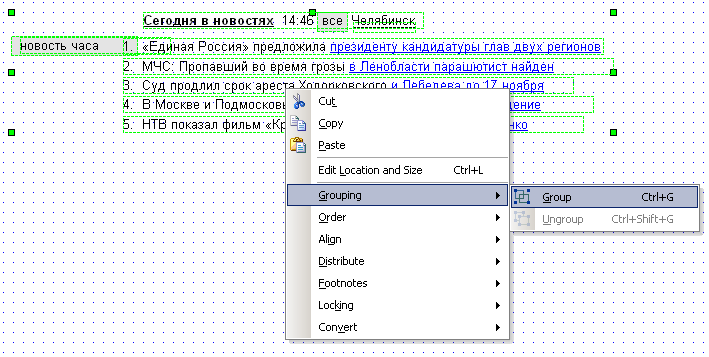 Сегодня в новостях 14:46 все Челябинск
новость часа 1. «Единая Россия» предложила президенту кандидатуры глав двух регионов
2. МЧС: Пропавший во время грозы в Ленобласти парашютист найден
3. Суд продлил срок ареста Ходорковского и Лебедева до 17 ноября
4. В Москве и Подмосковь
5. НТВ показал фильм «Кр
Cut
Copy
Paste
Edit Location and Size Ctrl+L
Grouping
Order
Align
Distribute
Footnotes
Locking
Convert
Group Ctrl+G
Ungroup Ctrl+Shift+G